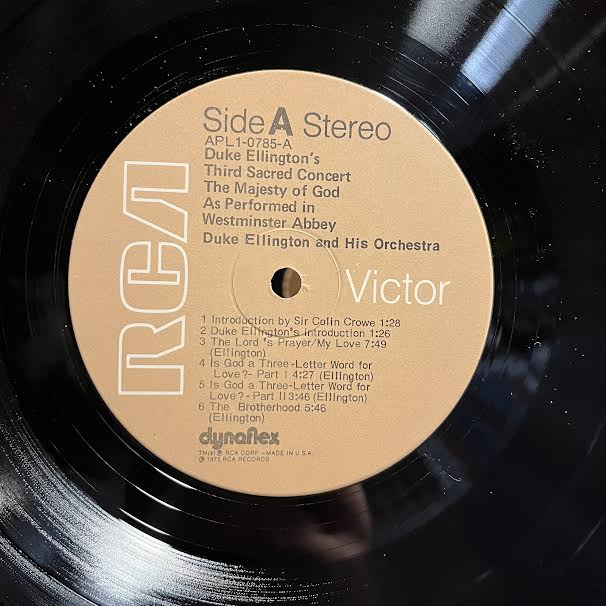 Side A Stereo
APL1-0785-A
Duke Ellington's
Third Sacred Concert
The Majesty of God
As Performed in
Westminster Abbey
Duke Ellington and His Orchestra
RCA
Victor
1 Introduction by Sir Colin Crowe 1:28
2 Duke Ellington's Introduction 1:26
3 The Lord 's Prayer/My Love 7:49
(Ellington)
4 Is God a Three-Letter Word for
Love?- Part I 4:27 (Ellington)
5 Is God a Three-Letter Word for
Love?- Part II 3:46 (Ellington)
6 The Brotherhood 5:46
(Ellington)
dynaflex
TM(s) ® RCA CORP.—MADE IN U.S.A.
℗ 1975, RCA RECORDS